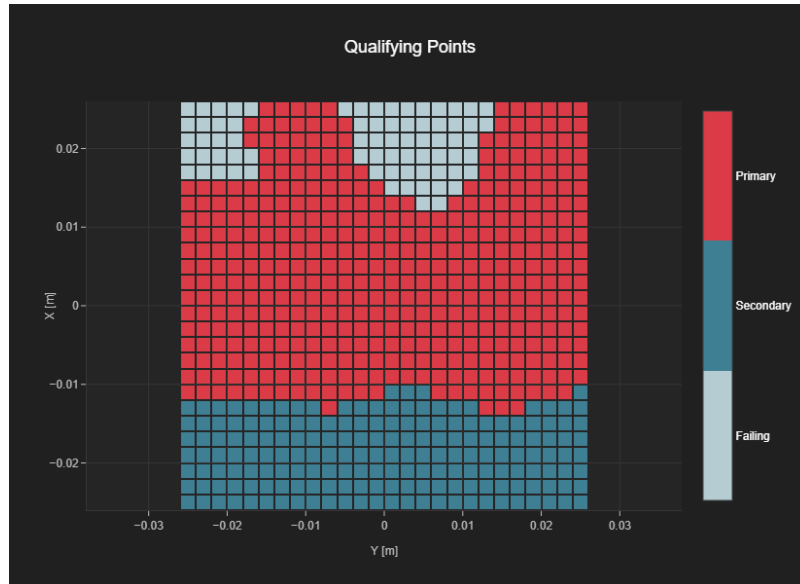 Qualifying Points
0.02
0.01
0
−0.01
−0.02
X [m]
−0.03
−0.02
−0.01
0
0.01
0.02
0.03
Y [m]
Primary
Secondary
Failing